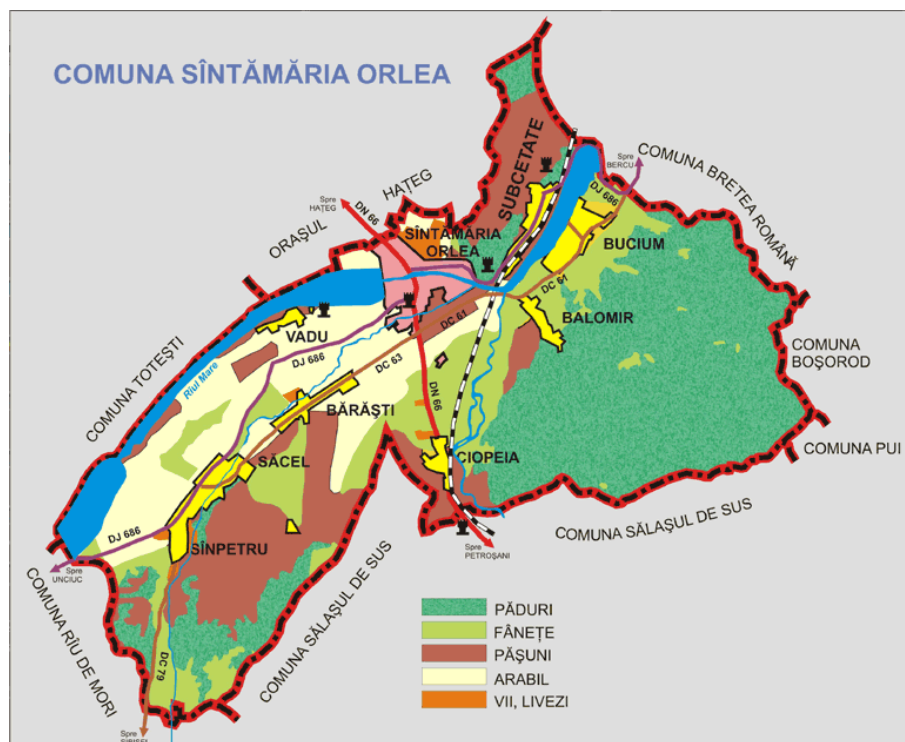 COMUNA SÎNTĂMĂRIA ORLEA
SUBCETATE
COMUNA BRETEA ROMÂNĂ
Spre
BERCU
DJ 686
HAȚEG
ORAȘUL
Spre
HAȚEG
DN 66
SÎNTĂMĂRIA
ORLEA
BUCIUM
DC 61
BALOMIR
DC 61
VADU
DJ 686
DC 63
DN 66
COMUNA TOTEȘTI
Rîul Mare
COMUNA
BOȘOROD
BĂRĂȘTI
COMUNA PUI
SĂCEL
CIOPEIA
COMUNA SĂLAȘUL DE SUS
DJ 686
SÎNPETRU
Spre
PETROȘANI
Spre
UNCIUC
COMUNA RÎU DE MORI
COMUNA SĂLAȘUL DE SUS
DC 79
Spre
PĂDURI
FÂNEȚE
PĂȘUNI
ARABIL
VII, LIVEZI